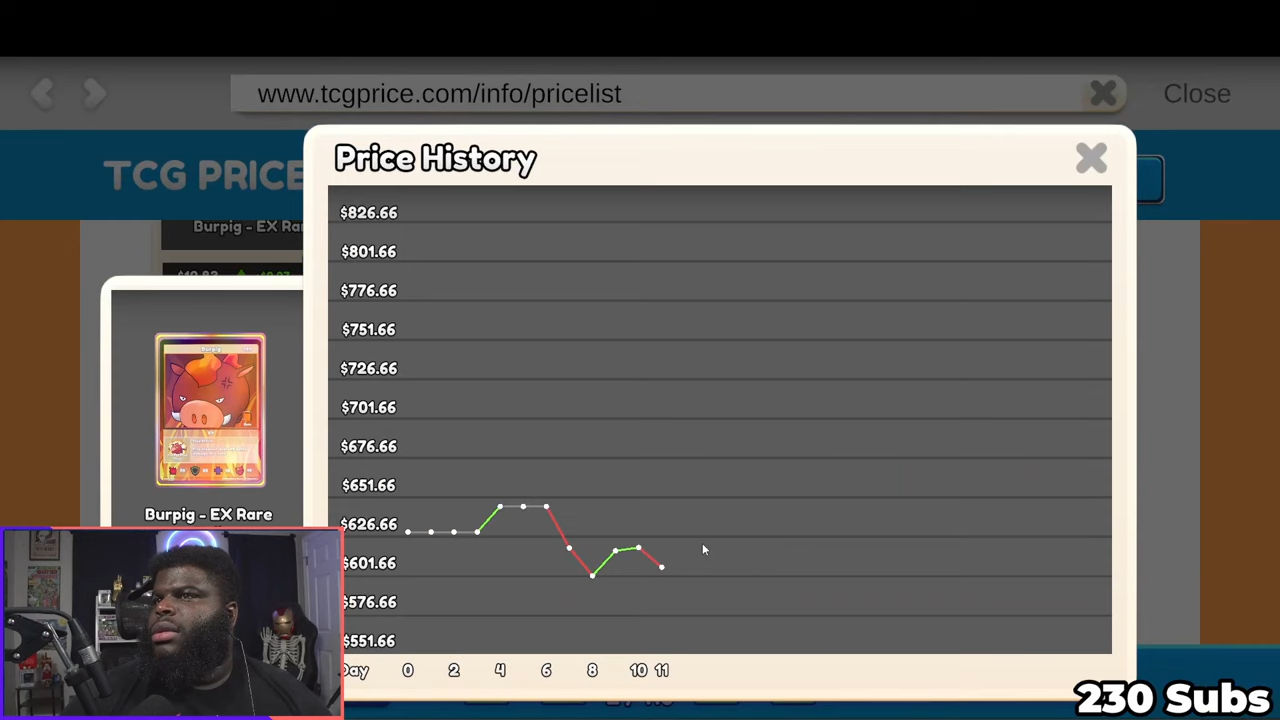 www.tcgprice.com/info/pricelist
Close
TCG PRICE
Price History
Burpig - EX Ra
$826.66
$801.66
$776.66
$751.66
$726.66
$701.66
$676.66
$651.66
$626.66
$601.66
$576.66
$551.66
Day 0 2 4 6 8 10 11
Burpig
Burpig - EX Rare
230 Subs